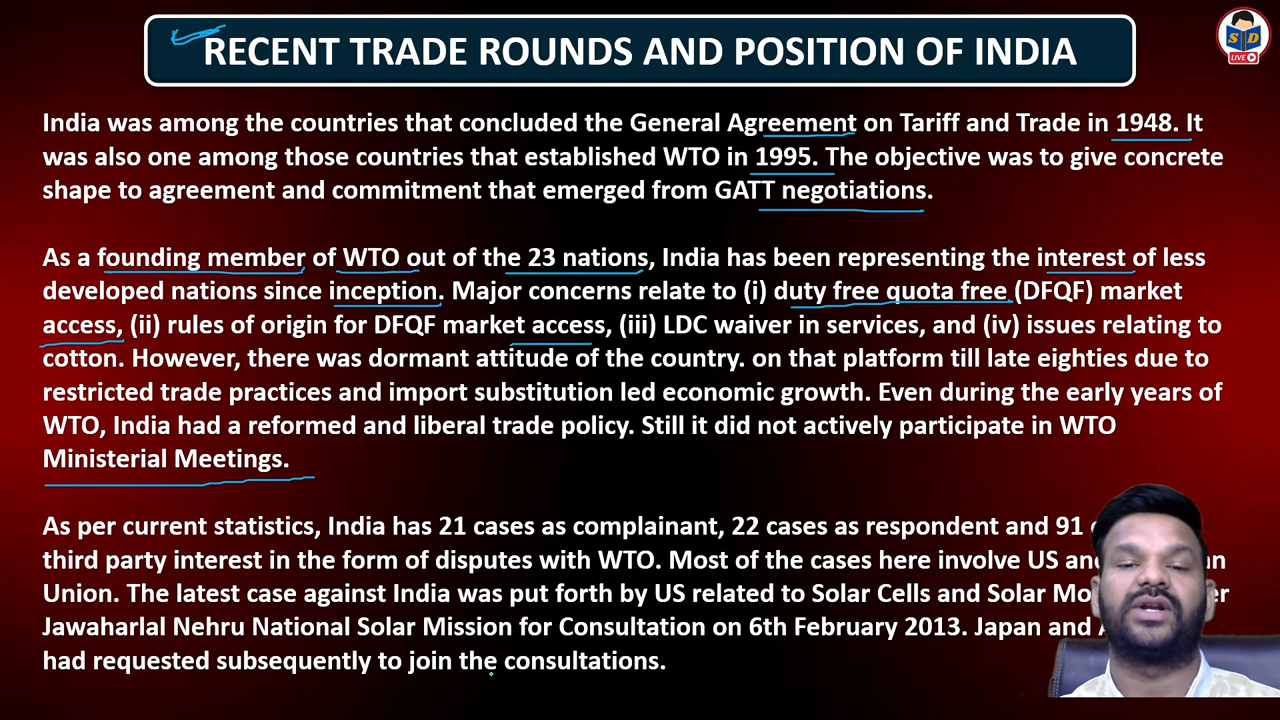 RECENT TRADE ROUNDS AND POSITION OF INDIA
S D
LIVE
India was among the countries that concluded the General Agreement on Tariff and Trade in 1948. It
was also one among those countries that established WTO in 1995. The objective was to give concrete
shape to agreement and commitment that emerged from GATT negotiations.
As a founding member of WTO out of the 23 nations, India has been representing the interest of less
developed nations since inception. Major concerns relate to (i) duty free quota free (DFQF) market
access, (ii) rules of origin for DFQF market access, (iii) LDC waiver in services, and (iv) issues relating to
cotton. However, there was dormant attitude of the country. on that platform till late eighties due to
restricted trade practices and import substitution led economic growth. Even during the early years of
WTO, India had a reformed and liberal trade policy. Still it did not actively participate in WTO
Ministerial Meetings.
As per current statistics, India has 21 cases as complainant, 22 cases as respondent and 91
third party interest in the form of disputes with WTO. Most of the cases here involve US
Union. The latest case against India was put forth by US related to Solar Cells and Solar
Jawaharlal Nehru National Solar Mission for Consultation on 6th February 2013. Japan and
had requested subsequently to join the consultations.